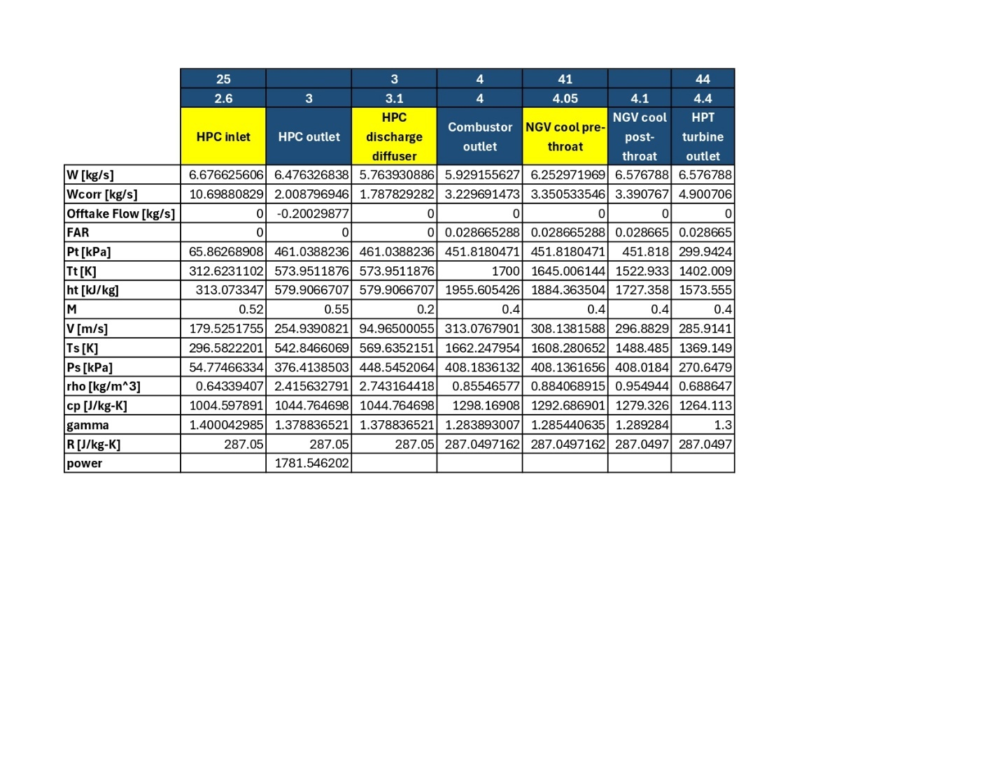 25 3 4 41 44
2.6 3 3.1 4 4.05 4.1 4.4
HPC inlet HPC outlet HPC discharge diffuser Combustor outlet NGV cool pre-throat NGV cool post-throat HPT turbine outlet
W [kg/s] 6.676625606 6.476326838 5.763930886 5.929155627 6.252971969 6.576788 6.576788
Wcorr [kg/s] 10.69880829 2.008796946 1.787829282 3.229691473 3.350533546 3.390767 4.900706
Offtake Flow [kg/s] 0 -0.20029877 0 0 0 0 0
FAR 0 0 0 0.028665288 0.028665288 0.028665 0.028665
Pt [kPa] 65.86268908 461.0388236 461.0388236 451.8180471 451.8180471 451.818 299.9424
Tt [K] 312.6231102 573.9511876 573.9511876 1700 1645.006144 1522.933 1402.009
ht [kJ/kg] 313.073347 579.9066707 579.9066707 1955.605426 1884.363504 1727.358 1573.555
M 0.52 0.55 0.2 0.4 0.4 0.4 0.4
V [m/s] 179.5251755 254.9390821 94.96500055 313.0767901 308.1381588 296.8829 285.9141
Ts [K] 296.5822201 542.8466069 569.6352151 1662.247954 1608.280652 1488.485 1369.149
Ps [kPa] 54.77466334 376.4138503 448.5452064 408.1836132 408.1361656 408.0184 270.6479
rho [kg/m^3] 0.64339407 2.415632791 2.743164418 0.85546577 0.884068915 0.954944 0.688647
cp [J/kg-K] 1004.597891 1044.764698 1044.764698 1298.16908 1292.686901 1279.326 1264.113
gamma 1.400042985 1.378836521 1.378836521 1.283893007 1.285440635 1.289284 1.3
R [J/kg-K] 287.05 287.05 287.05 287.0497162 287.0497162 287.0497 287.0497
power 1781.546202